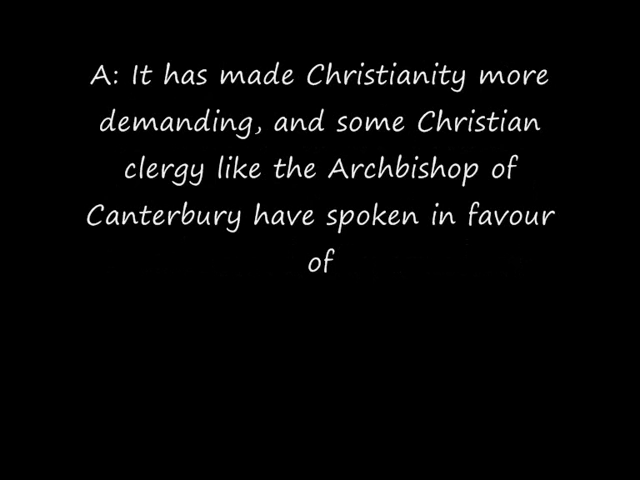 A: It has made Christianity more
demanding, and some Christian
clergy like the Archbishop of
Canterbury have spoken in favour
of